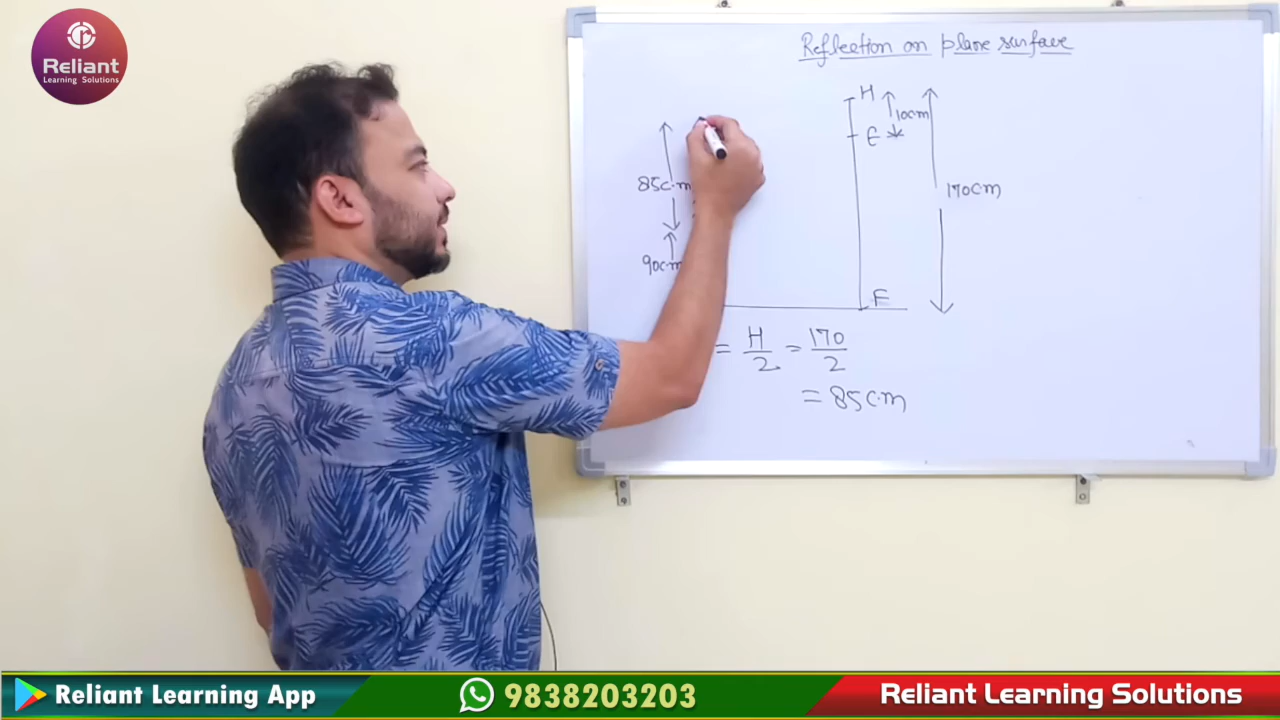 Reliant
Learning Solutions
Reflection on plane surface
H
10cm
E
85cm
170cm
90cm
F
= H/2 = 170/2
= 85cm
Reliant Learning App
9838203203
Reliant Learning Solutions